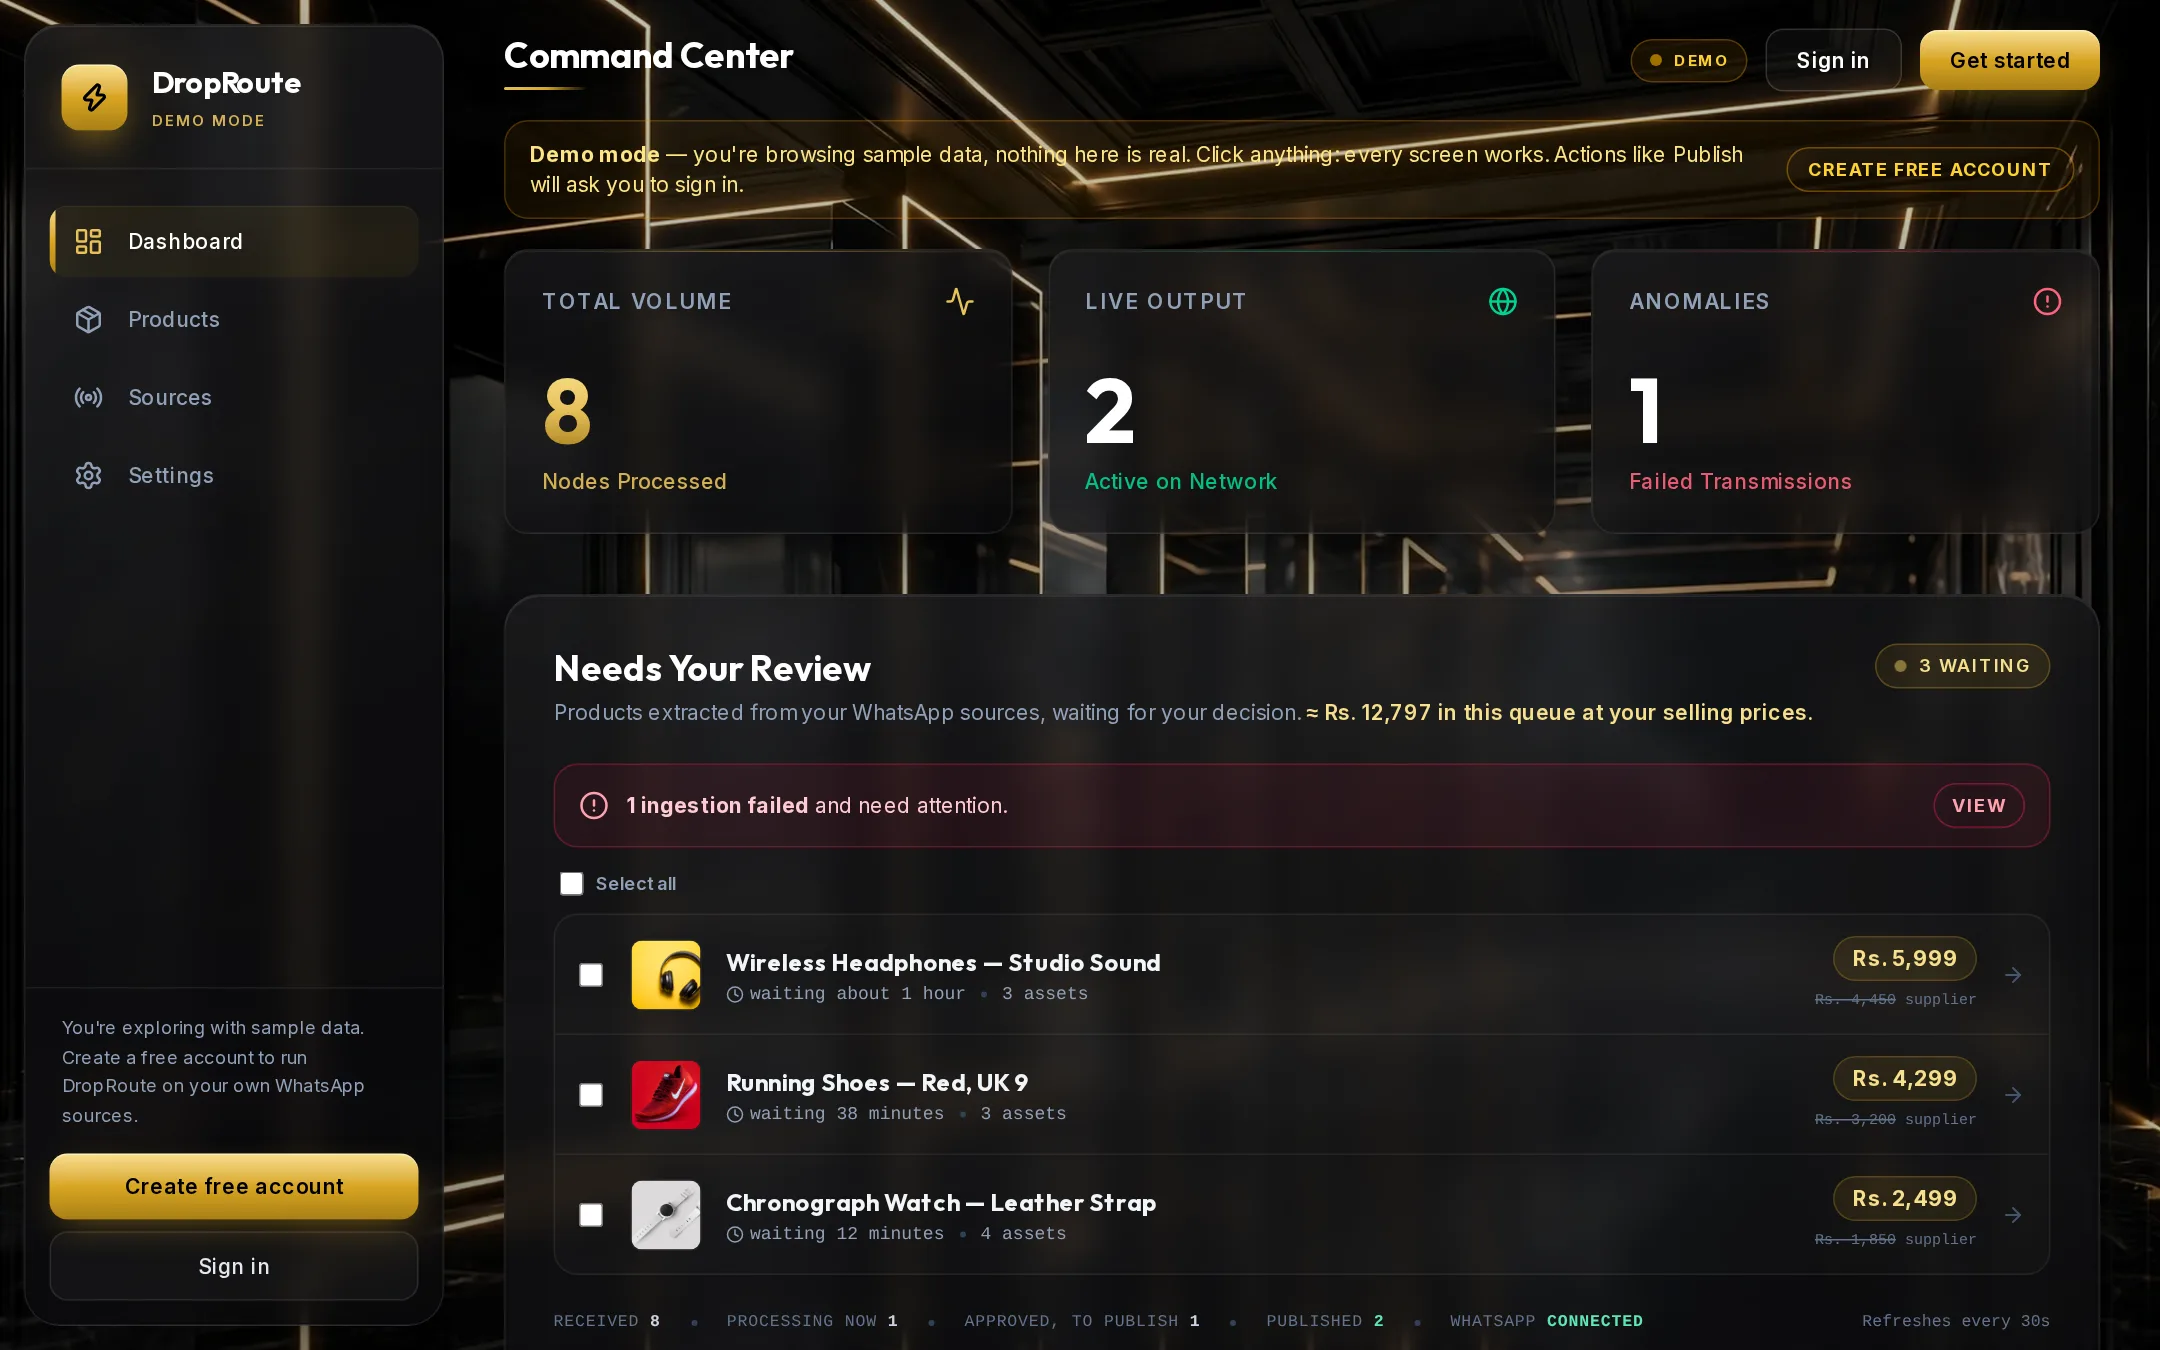 DropRoute
DEMO MODE
Dashboard
Products
Sources
Settings
You're exploring with sample data.
Create a free account to run
DropRoute on your own WhatsApp
sources.
Create free account
Sign in
Command Center
DEMO
Sign in
Get started
Demo mode — you're browsing sample data, nothing here is real. Click anything: every screen works. Actions like Publish
will ask you to sign in.
CREATE FREE ACCOUNT
TOTAL VOLUME
8
Nodes Processed
LIVE OUTPUT
2
Active on Network
ANOMALIES
1
Failed Transmissions
Needs Your Review
3 WAITING
Products extracted from your WhatsApp sources, waiting for your decision. ≈ Rs. 12,797 in this queue at your selling prices.
1 ingestion failed and need attention.
VIEW
Select all
Wireless Headphones — Studio Sound
waiting about 1 hour • 3 assets
Rs. 5,999
Rs. 4,450 supplier
Running Shoes — Red, UK 9
waiting 38 minutes • 3 assets
Rs. 4,299
Rs. 3,200 supplier
Chronograph Watch — Leather Strap
waiting 12 minutes • 4 assets
Rs. 2,499
Rs. 1,850 supplier
RECEIVED 8 • PROCESSING NOW 1 • APPROVED, TO PUBLISH 1 • PUBLISHED 2 • WHATSAPP CONNECTED
Refreshes every 30s